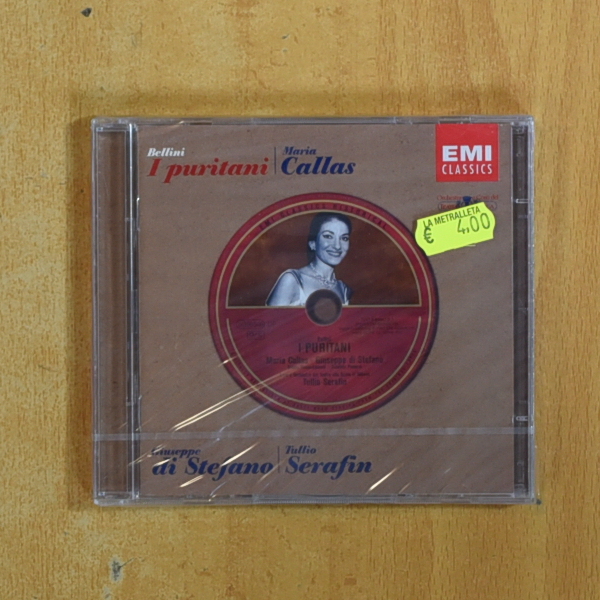 Bellini
I puritani
Maria
Callas
EMI
CLASSICS
LA METRALLETA
€ 4,00
I PURITANI
Maria Callas · Giuseppe di Stefano
Tullio Serafin
Giuseppe
di Stefano
Tullio
Serafin